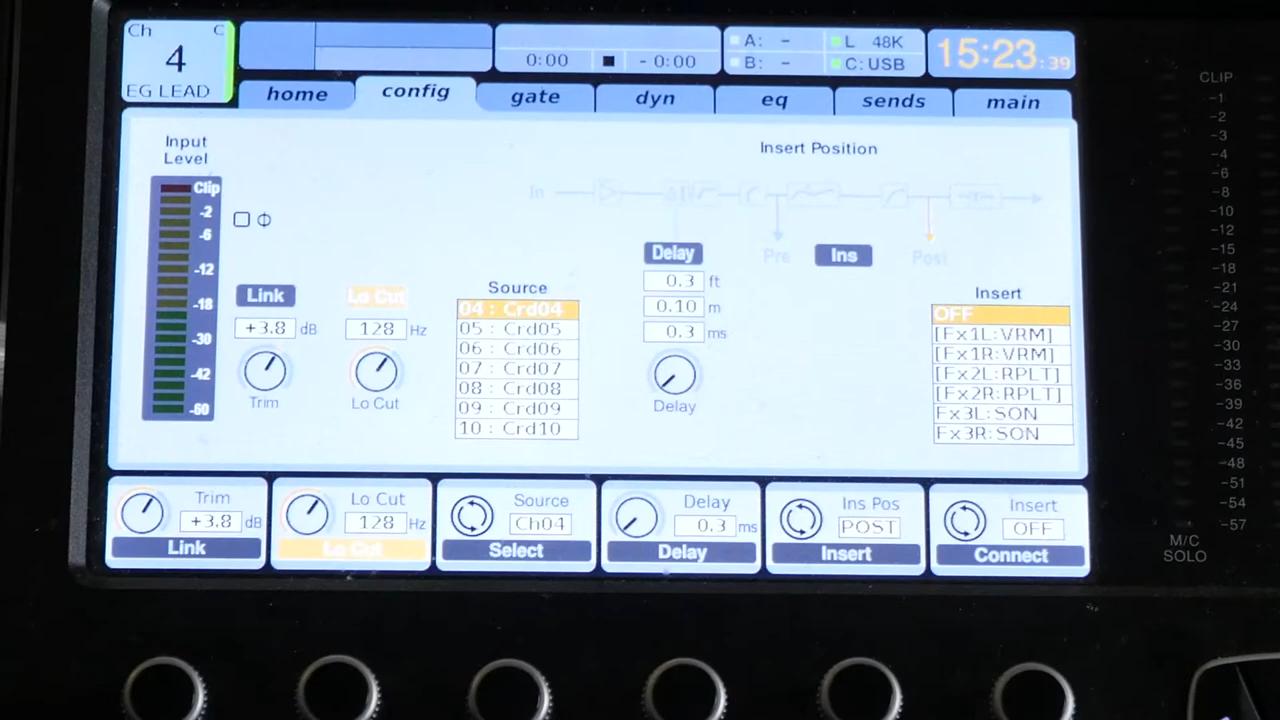 Ch C
4
EG LEAD
0:00 - 0:00
A: - L 48K
B: - C: USB
15:23:39
home config gate dyn eq sends main
Input
Level
Clip
-2
-6
-12
-18
-30
-42
-60
Φ
Link
+3.8 dB
Trim
Lo Cut
128 Hz
Lo Cut
Source
04 : Crd04
05 : Crd05
06 : Crd06
07 : Crd07
08 : Crd08
09 : Crd09
10 : Crd10
Insert Position
In
Delay
0.3 ft
0.10 m
0.3 ms
Delay
Pre Ins Post
Insert
OFF
[Fx1L:VRM]
[Fx1R:VRM]
[Fx2L:RPLT]
[Fx2R:RPLT]
Fx3L:SON
Fx3R:SON
Trim
+3.8 dB
Link
Lo Cut
128 Hz
Lo Cut
Source
Ch04
Select
Delay
0.3 ms
Delay
Ins Pos
POST
Insert
Insert
OFF
Connect
CLIP
-1
-2
-3
-4
-6
-8
-10
-12
-15
-18
-21
-24
-27
-30
-33
-36
-39
-42
-45
-48
-51
-54
-57
M/C
SOLO